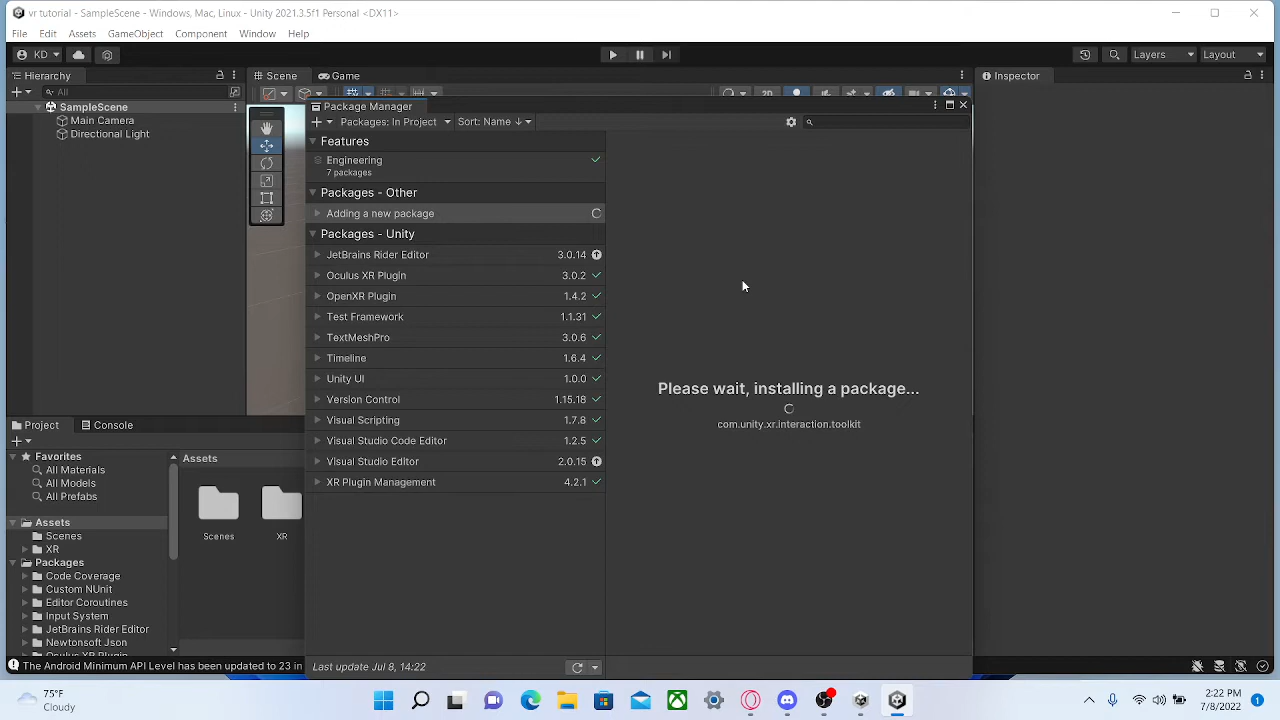 vr tutorial - SampleScene - Windows, Mac, Linux - Unity 2021.3.5f1 Personal <DX11>
File Edit Assets GameObject Component Window Help
KD Layers Layout
Hierarchy Scene Game Inspector
All
SampleScene
Main Camera
Directional Light
2D
Package Manager
Packages: In Project Sort: Name ↓
Features
Engineering
7 packages
Packages - Other
Adding a new package
Packages - Unity
JetBrains Rider Editor 3.0.14
Oculus XR Plugin 3.0.2
OpenXR Plugin 1.4.2
Test Framework 1.1.31
TextMeshPro 3.0.6
Timeline 1.6.4
Unity UI 1.0.0
Version Control 1.15.18
Visual Scripting 1.7.8
Visual Studio Code Editor 1.2.5
Visual Studio Editor 2.0.15
XR Plugin Management 4.2.1
Last update Jul 8, 14:22
Please wait, installing a package...
com.unity.xr.interaction.toolkit
Project Console
Favorites
All Materials
All Models
All Prefabs
Assets
Scenes
XR
Packages
Code Coverage
Custom NUnit
Editor Coroutines
Input System
JetBrains Rider Editor
Newtonsoft Json
Assets
Scenes
XR
The Android Minimum API Level has been updated to 23 in
75°F
Cloudy
2:22 PM
7/8/2022
1